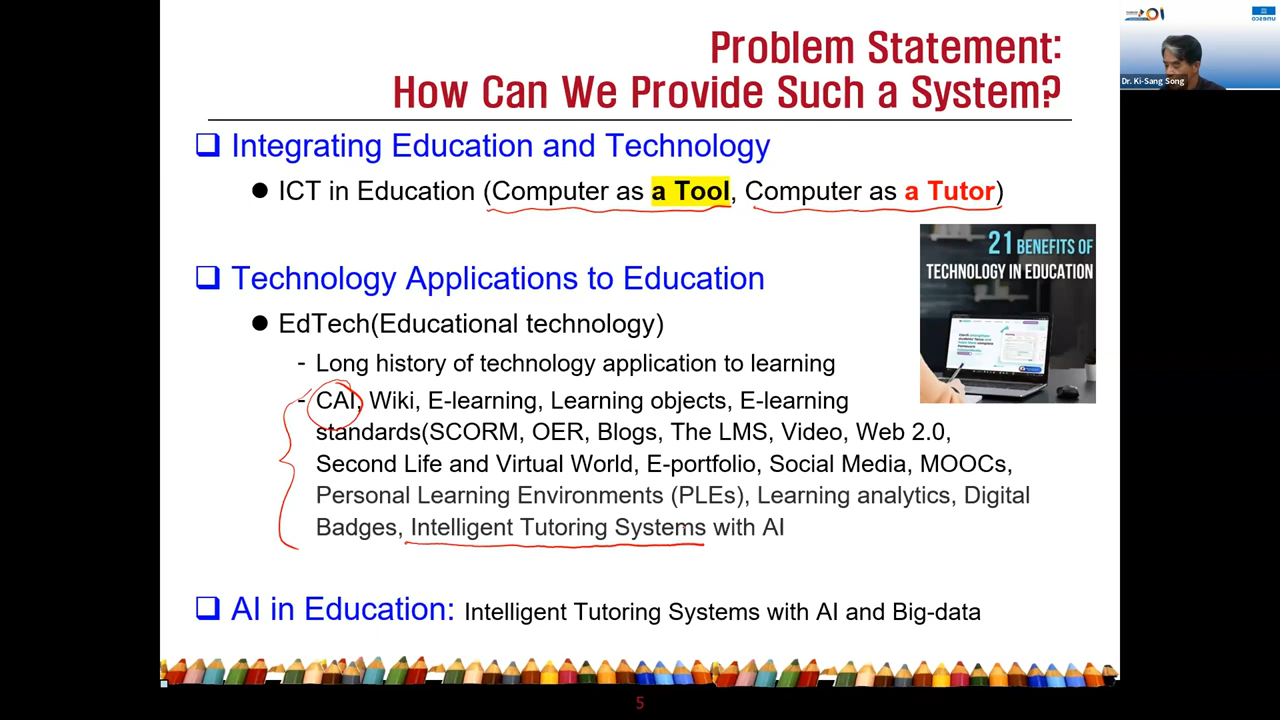 Problem Statement:
How Can We Provide Such a System?
Integrating Education and Technology
ICT in Education (Computer as a Tool, Computer as a Tutor)
21 BENEFITS OF
TECHNOLOGY IN EDUCATION
Technology Applications to Education
EdTech(Educational technology)
- Long history of technology application to learning
- CAI, Wiki, E-learning, Learning objects, E-learning
standards(SCORM, OER, Blogs, The LMS, Video, Web 2.0,
Second Life and Virtual World, E-portfolio, Social Media, MOOCs,
Personal Learning Environments (PLEs), Learning analytics, Digital
Badges, Intelligent Tutoring Systems with AI
AI in Education: Intelligent Tutoring Systems with AI and Big-data
5
Dr. Ki-Sang Song